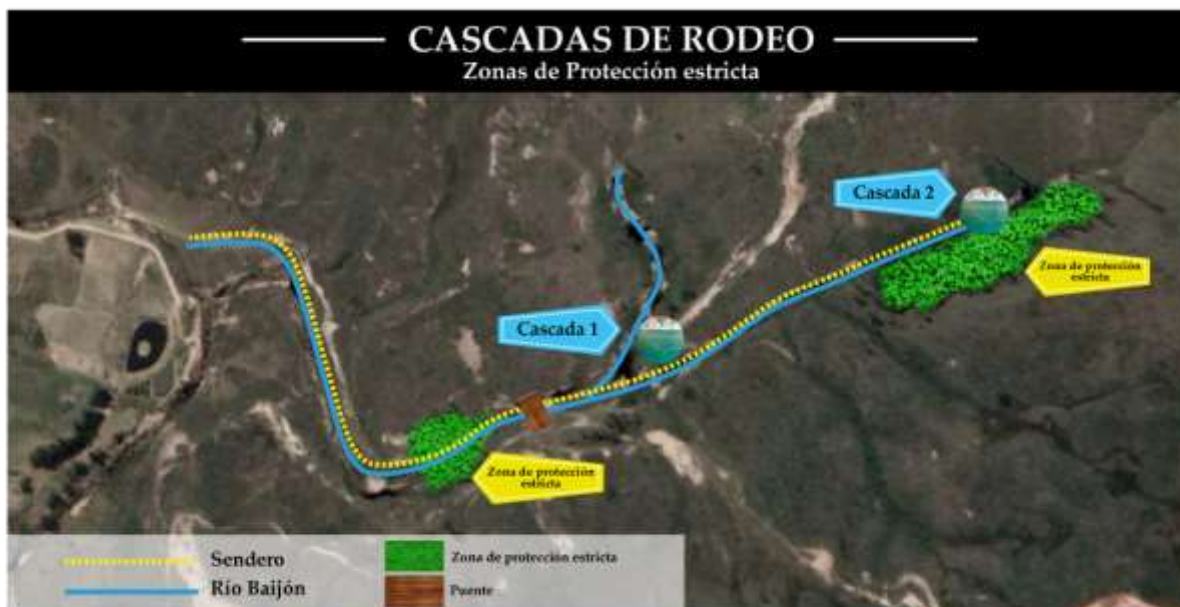 CASCADAS DE RODEO
Zonas de Protección estricta
Cascada 2
Zona de protección
estricta
Cascada 1
Zona de protección
estricta
Sendero
Río Baijón
Zona de protección estricta
Puente